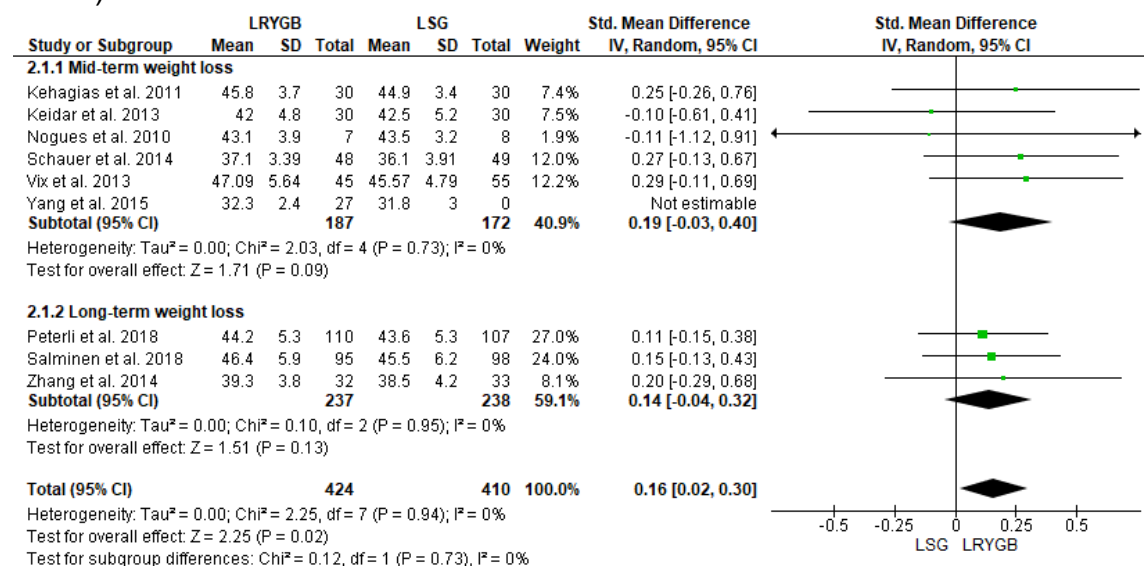 LRYGB LSG Std. Mean Difference Std. Mean Difference
Study or Subgroup Mean SD Total Mean SD Total Weight IV, Random, 95% CI IV, Random, 95% CI
2.1.1 Mid-term weight loss
Kehagias et al. 2011 45.8 3.7 30 44.9 3.4 30 7.4% 0.25 [-0.26, 0.76]
Keidar et al. 2013 42 4.8 30 42.5 5.2 30 7.5% -0.10 [-0.61, 0.41]
Nogues et al. 2010 43.1 3.9 7 43.5 3.2 8 1.9% -0.11 [-1.12, 0.91]
Schauer et al. 2014 37.1 3.39 48 36.1 3.91 49 12.0% 0.27 [-0.13, 0.67]
Vix et al. 2013 47.09 5.64 45 45.57 4.79 55 12.2% 0.29 [-0.11, 0.69]
Yang et al. 2015 32.3 2.4 27 31.8 3 0 Not estimable
Subtotal (95% CI) 187 172 40.9% 0.19 [-0.03, 0.40]
Heterogeneity: Tau² = 0.00; Chi² = 2.03, df = 4 (P = 0.73); I² = 0%
Test for overall effect: Z = 1.71 (P = 0.09)
2.1.2 Long-term weight loss
Peterli et al. 2018 44.2 5.3 110 43.6 5.3 107 27.0% 0.11 [-0.15, 0.38]
Salminen et al. 2018 46.4 5.9 95 45.5 6.2 98 24.0% 0.15 [-0.13, 0.43]
Zhang et al. 2014 39.3 3.8 32 38.5 4.2 33 8.1% 0.20 [-0.29, 0.68]
Subtotal (95% CI) 237 238 59.1% 0.14 [-0.04, 0.32]
Heterogeneity: Tau² = 0.00; Chi² = 0.10, df = 2 (P = 0.95); I² = 0%
Test for overall effect: Z = 1.51 (P = 0.13)
Total (95% CI) 424 410 100.0% 0.16 [0.02, 0.30]
Heterogeneity: Tau² = 0.00; Chi² = 2.25, df = 7 (P = 0.94); I² = 0%
Test for overall effect: Z = 2.25 (P = 0.02)
Test for subgroup differences: Chi² = 0.12, df = 1 (P = 0.73), I² = 0%
-0.5 -0.25 0 0.25 0.5
LSG LRYGB